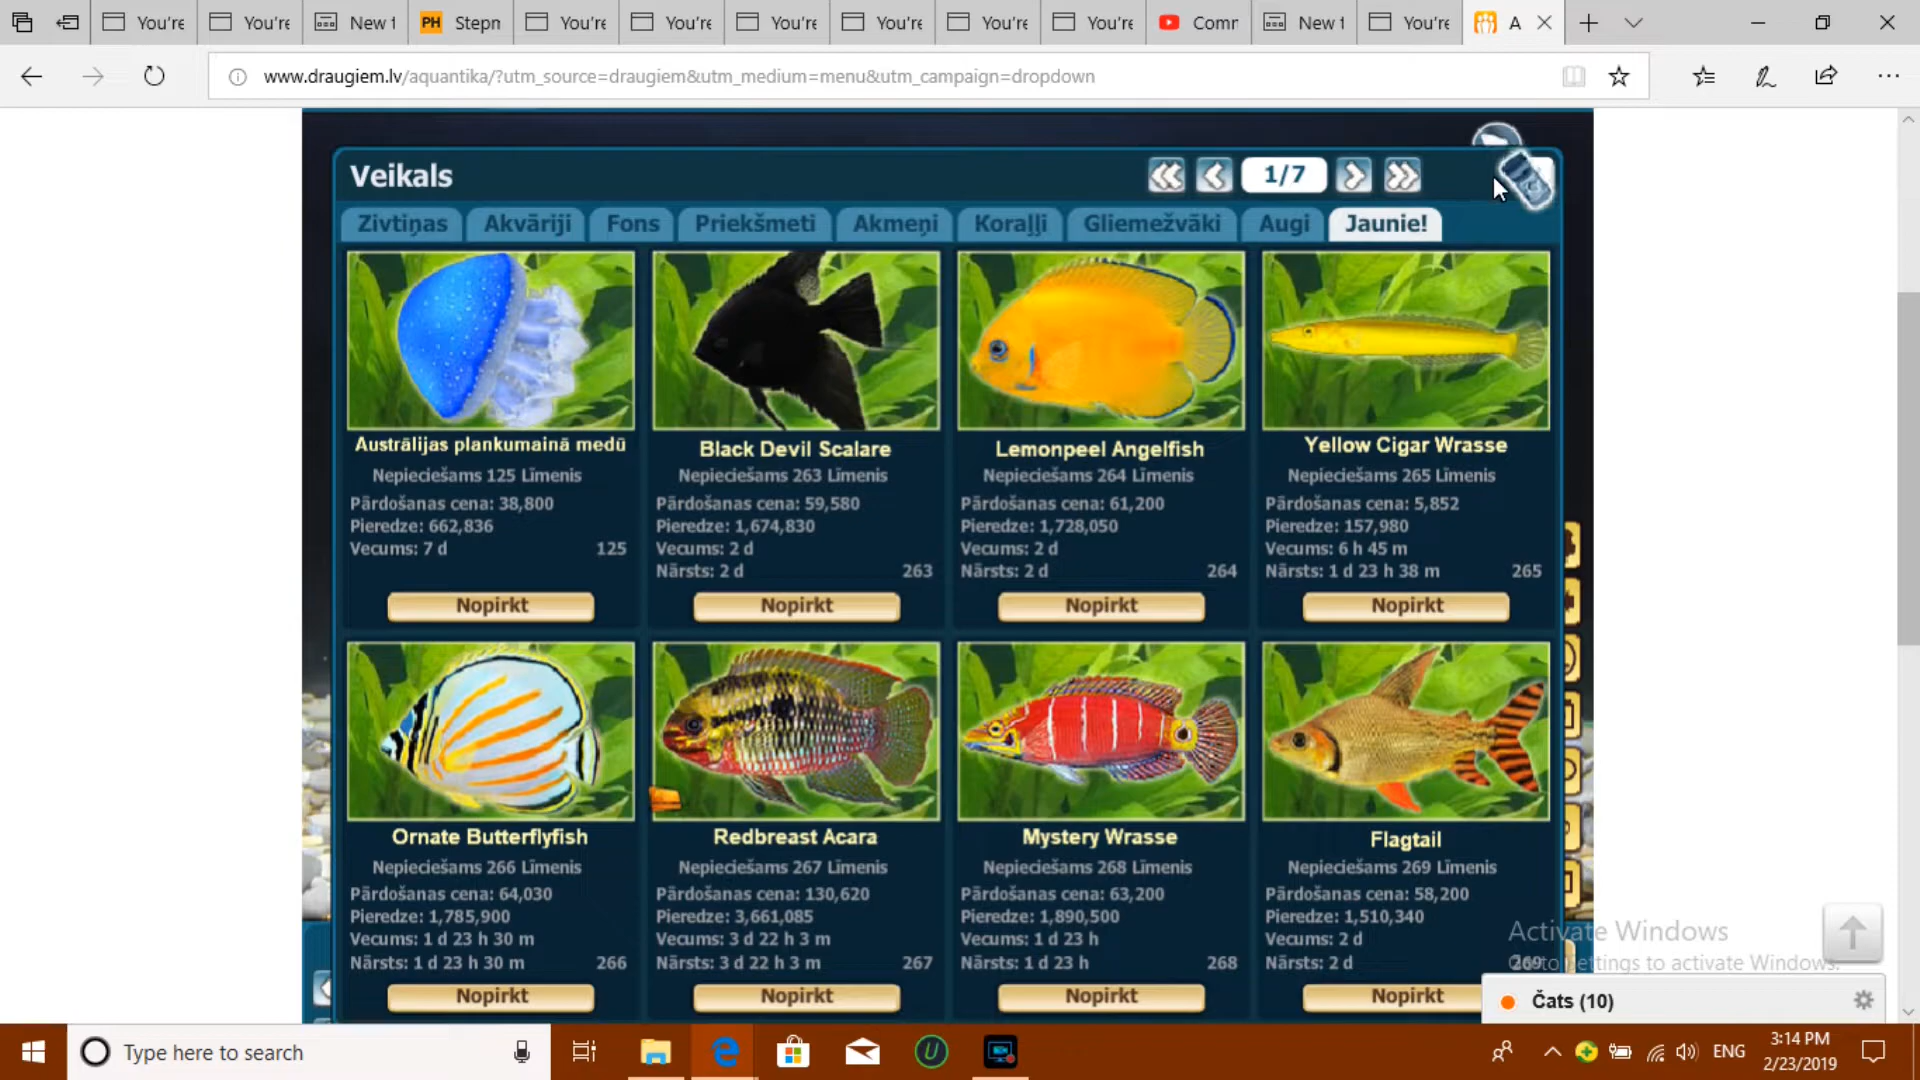 You're
You're
New t
PH Stepn
You're
You're
You're
You're
You're
You're
Comr
New t
You're
A
www.draugiem.lv/aquantika/?utm_source=draugiem&utm_medium=menu&utm_campaign=dropdown
Veikals
1/7
Zivtiņas Akvāriji Fons Priekšmeti Akmeņi Koraļļi Gliemežvāki Augi Jaunie!
Austrālijas plankumainā medū
Nepieciešams 125 Līmenis
Pārdošanas cena: 38,800
Pieredze: 662,836
Vecums: 7 d
125
Nopirkt
Black Devil Scalare
Nepieciešams 263 Līmenis
Pārdošanas cena: 59,580
Pieredze: 1,674,830
Vecums: 2 d
Nārsts: 2 d 263
Nopirkt
Lemonpeel Angelfish
Nepieciešams 264 Līmenis
Pārdošanas cena: 61,200
Pieredze: 1,728,050
Vecums: 2 d
Nārsts: 2 d 264
Nopirkt
Yellow Cigar Wrasse
Nepieciešams 265 Līmenis
Pārdošanas cena: 5,852
Pieredze: 157,980
Vecums: 6 h 45 m
Nārsts: 1 d 23 h 38 m 265
Nopirkt
Ornate Butterflyfish
Nepieciešams 266 Līmenis
Pārdošanas cena: 64,030
Pieredze: 1,785,900
Vecums: 1 d 23 h 30 m
Nārsts: 1 d 23 h 30 m 266
Nopirkt
Redbreast Acara
Nepieciešams 267 Līmenis
Pārdošanas cena: 130,620
Pieredze: 3,661,085
Vecums: 3 d 22 h 3 m
Nārsts: 3 d 22 h 3 m 267
Nopirkt
Mystery Wrasse
Nepieciešams 268 Līmenis
Pārdošanas cena: 63,200
Pieredze: 1,890,500
Vecums: 1 d 23 h
Nārsts: 1 d 23 h 268
Nopirkt
Flagtail
Nepieciešams 269 Līmenis
Pārdošanas cena: 58,200
Pieredze: 1,510,340
Vecums: 2 d
Nārsts: 2 d 269
Nopirkt
Activate Windows
Go to Settings to activate Windows.
Čats (10)
Type here to search
ENG
3:14 PM
2/23/2019